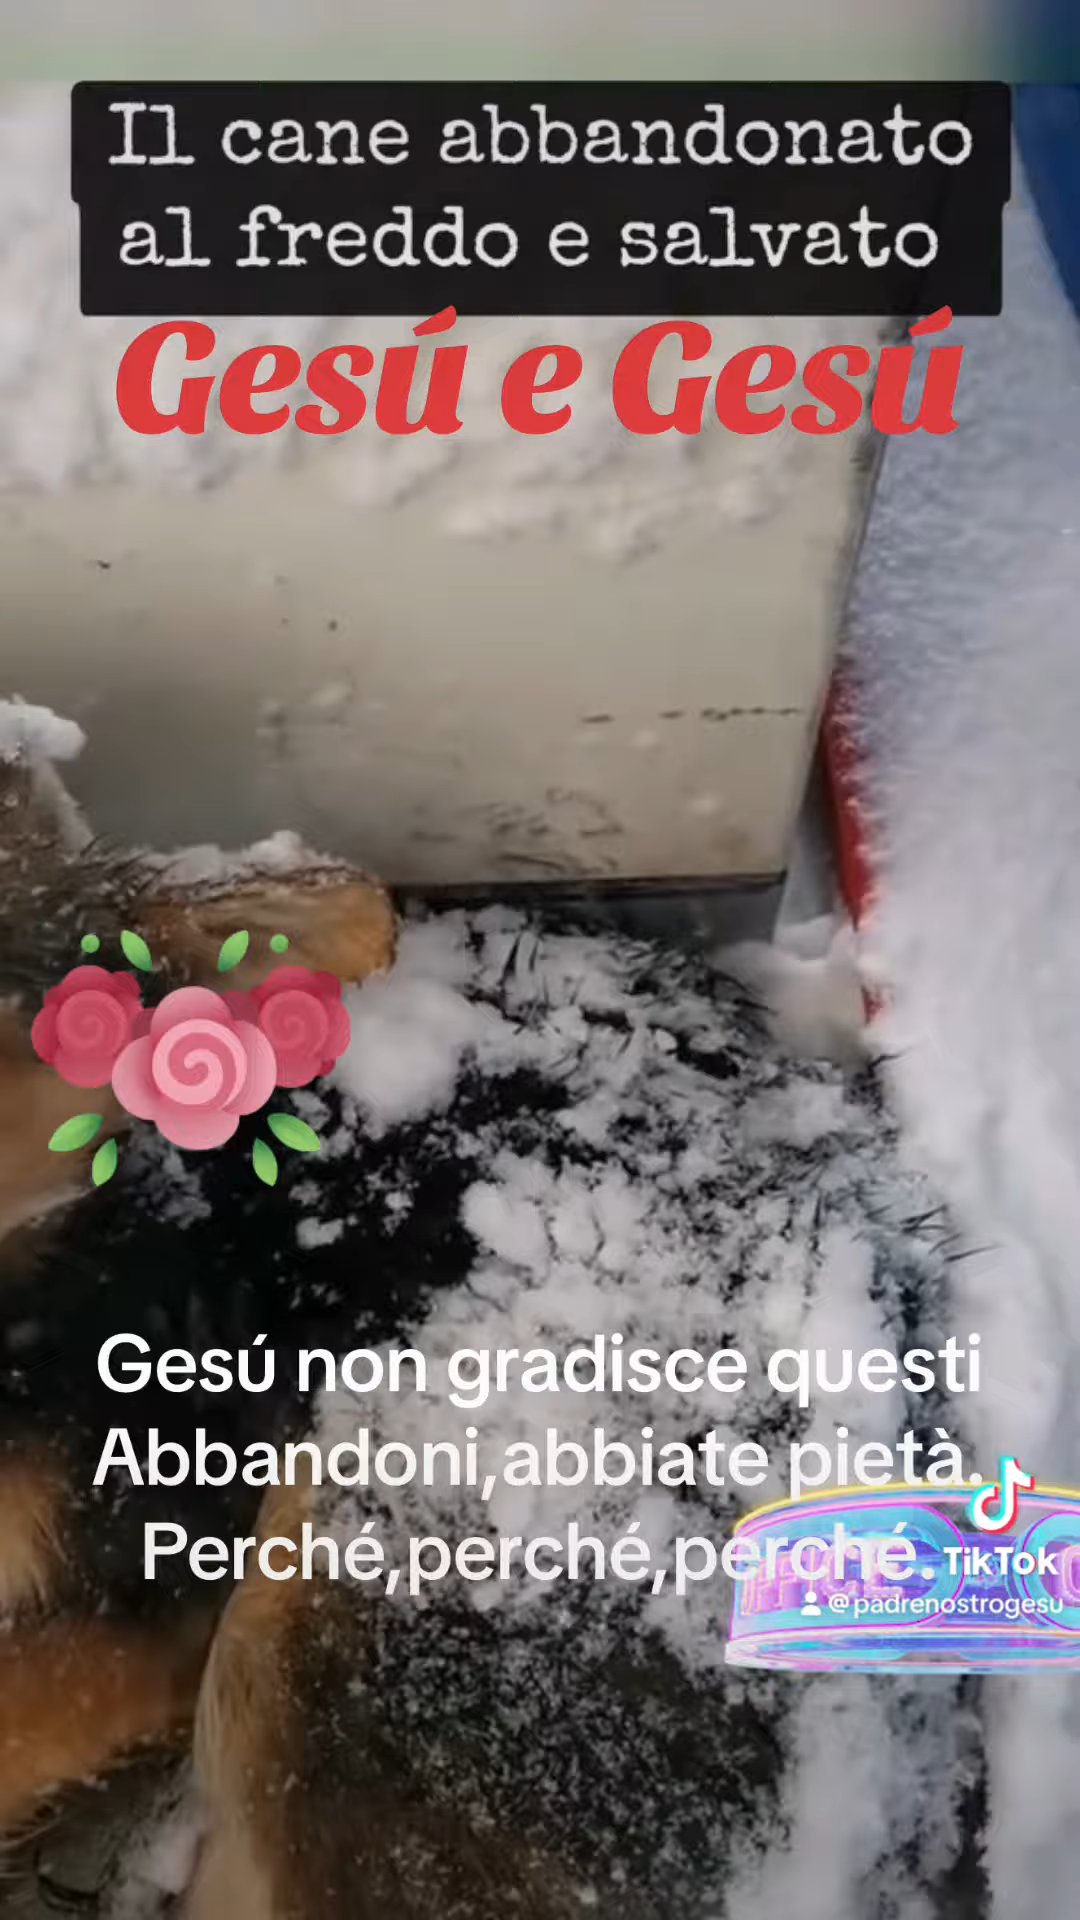 Il cane abbandonato
al freddo e salvato
Gesú e Gesú
Gesú non gradisce questi
Abbandoni,abbiate pietà.
Perché,perché,perché.
TikTok
@padrenostrogesu